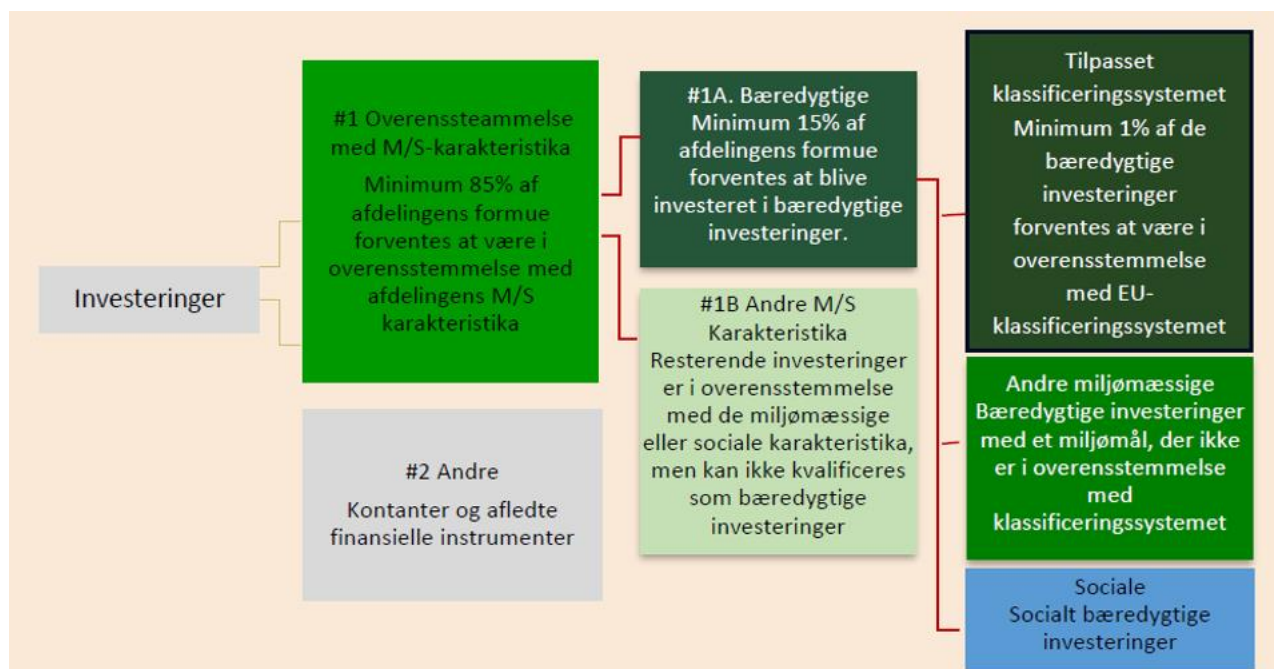 Investeringer
#1 Overenssteammelse
med M/S-karakteristika
Minimum 85% af
afdelingens formue
forventes at være i
overensstemmelse med
afdelingens M/S
karakteristika
#2 Andre
Kontanter og afledte
finansielle instrumenter
#1A. Bæredygtige
Minimum 15% af
afdelingens formue
forventes at blive
investeret i bæredygtige
investeringer.
#1B Andre M/S
Karakteristika
Resterende investeringer
er i overensstemmelse
med de miljømæssige
eller sociale karakteristika,
men kan ikke kvalificeres
som bæredygtige
investeringer
Tilpasset
klassificeringssystemet
Minimum 1% af de
bæredygtige
investeringer
forventes at være i
overensstemmelse
med EU-
klassificeringssystemet
Andre miljømæssige
Bæredygtige investeringer
med et miljømål, der ikke
er i overensstemmelse
med
klassificeringssystemet
Sociale
Socialt bæredygtige
investeringer